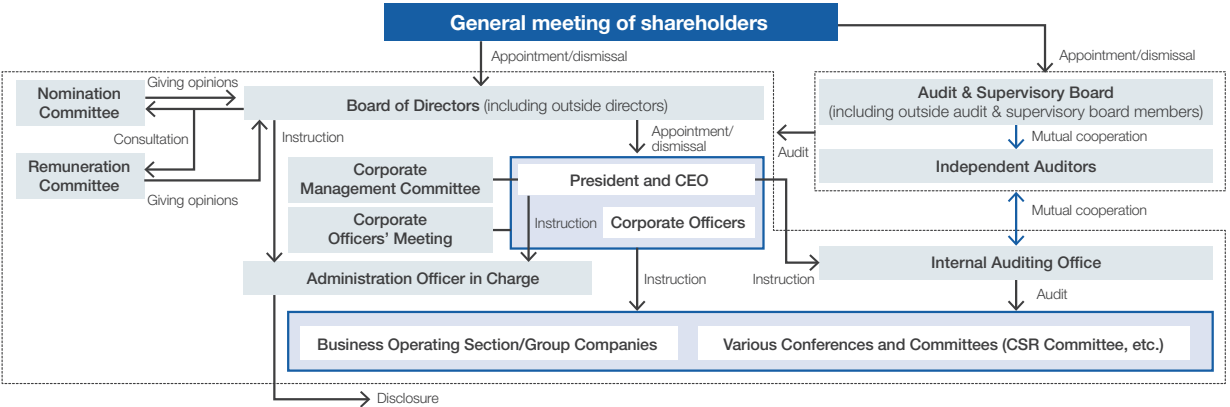 General meeting of shareholders
Appointment/dismissal
Appointment/dismissal
Nomination
Committee
Giving opinions
Board of Directors (including outside directors)
Audit & Supervisory Board
(including outside audit & supervisory board members)
Consultation
Instruction
Appointment/
dismissal
Audit
Mutual cooperation
Remuneration
Committee
Giving opinions
Corporate
Management Committee
President and CEO
Independent Auditors
Corporate
Officers' Meeting
Instruction
Corporate Officers
Mutual cooperation
Administration Officer in Charge
Instruction
Instruction
Internal Auditing Office
Audit
Business Operating Section/Group Companies
Various Conferences and Committees (CSR Committee, etc.)
Disclosure